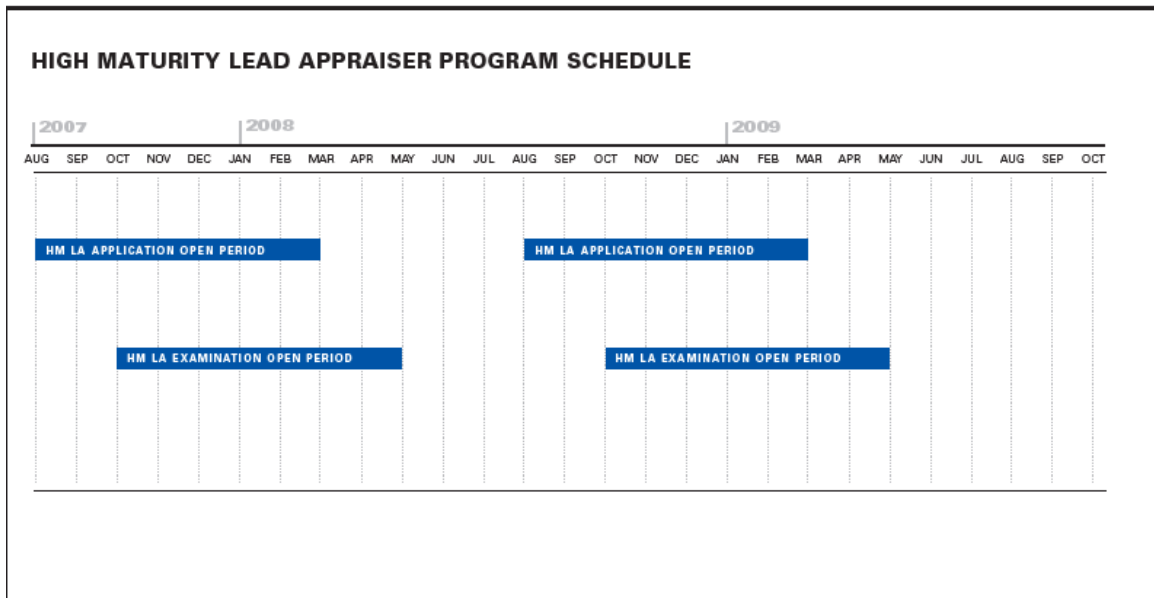 HIGH MATURITY LEAD APPRAISER PROGRAM SCHEDULE
2007 2008 2009
AUG SEP OCT NOV DEC JAN FEB MAR APR MAY JUN JUL AUG SEP OCT NOV DEC JAN FEB MAR APR MAY JUN JUL AUG SEP OCT
HM LA APPLICATION OPEN PERIOD HM LA APPLICATION OPEN PERIOD
HM LA EXAMINATION OPEN PERIOD HM LA EXAMINATION OPEN PERIOD